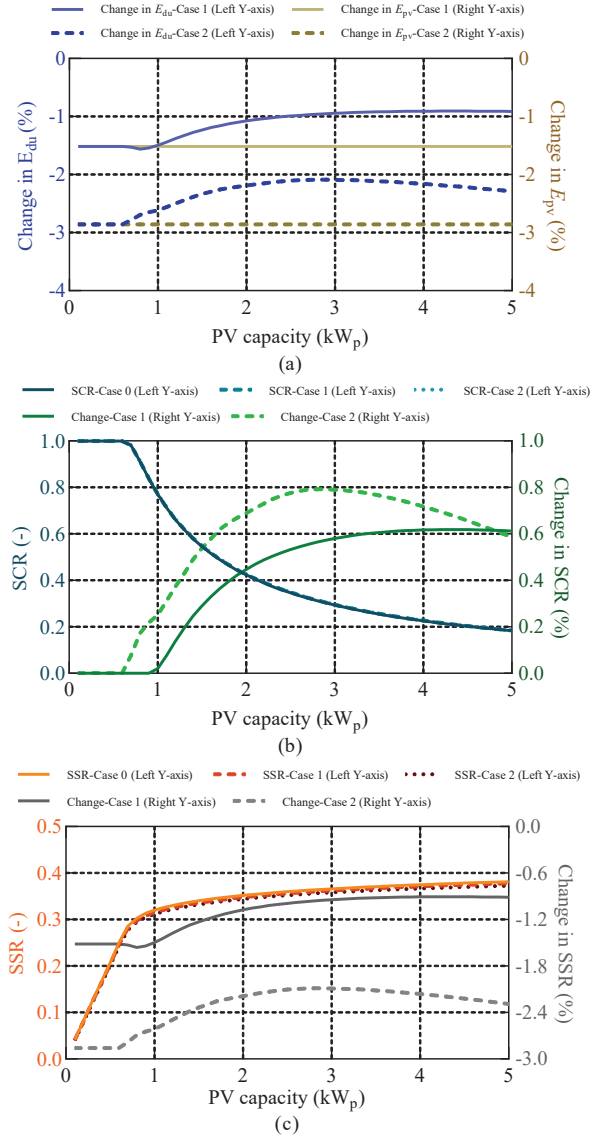 Change in E_du-Case 1 (Left Y-axis) Change in E_pv-Case 1 (Right Y-axis)
Change in E_du-Case 2 (Left Y-axis) Change in E_pv-Case 2 (Right Y-axis)
0 0
-1 -1
-2 -2
-3 -3
-4 -4
Change in E_du (%)
Change in E_pv (%)
0 1 2 3 4 5
PV capacity (kW_p)
(a)
SCR-Case 0 (Left Y-axis) SCR-Case 1 (Left Y-axis) SCR-Case 2 (Left Y-axis)
Change-Case 1 (Right Y-axis) Change-Case 2 (Right Y-axis)
1.0 1.0
0.8 0.8
0.6 0.6
0.4 0.4
0.2 0.2
0.0 0.0
SCR (-)
Change in SCR (%)
0 1 2 3 4 5
PV capacity (kW_p)
(b)
SSR-Case 0 (Left Y-axis) SSR-Case 1 (Left Y-axis) SSR-Case 2 (Left Y-axis)
Change-Case 1 (Right Y-axis) Change-Case 2 (Right Y-axis)
0.5 0.0
0.4 -0.6
0.3 -1.2
0.2 -1.8
0.1 -2.4
0.0 -3.0
SSR (-)
Change in SSR (%)
0 1 2 3 4 5
PV capacity (kW_p)
(c)